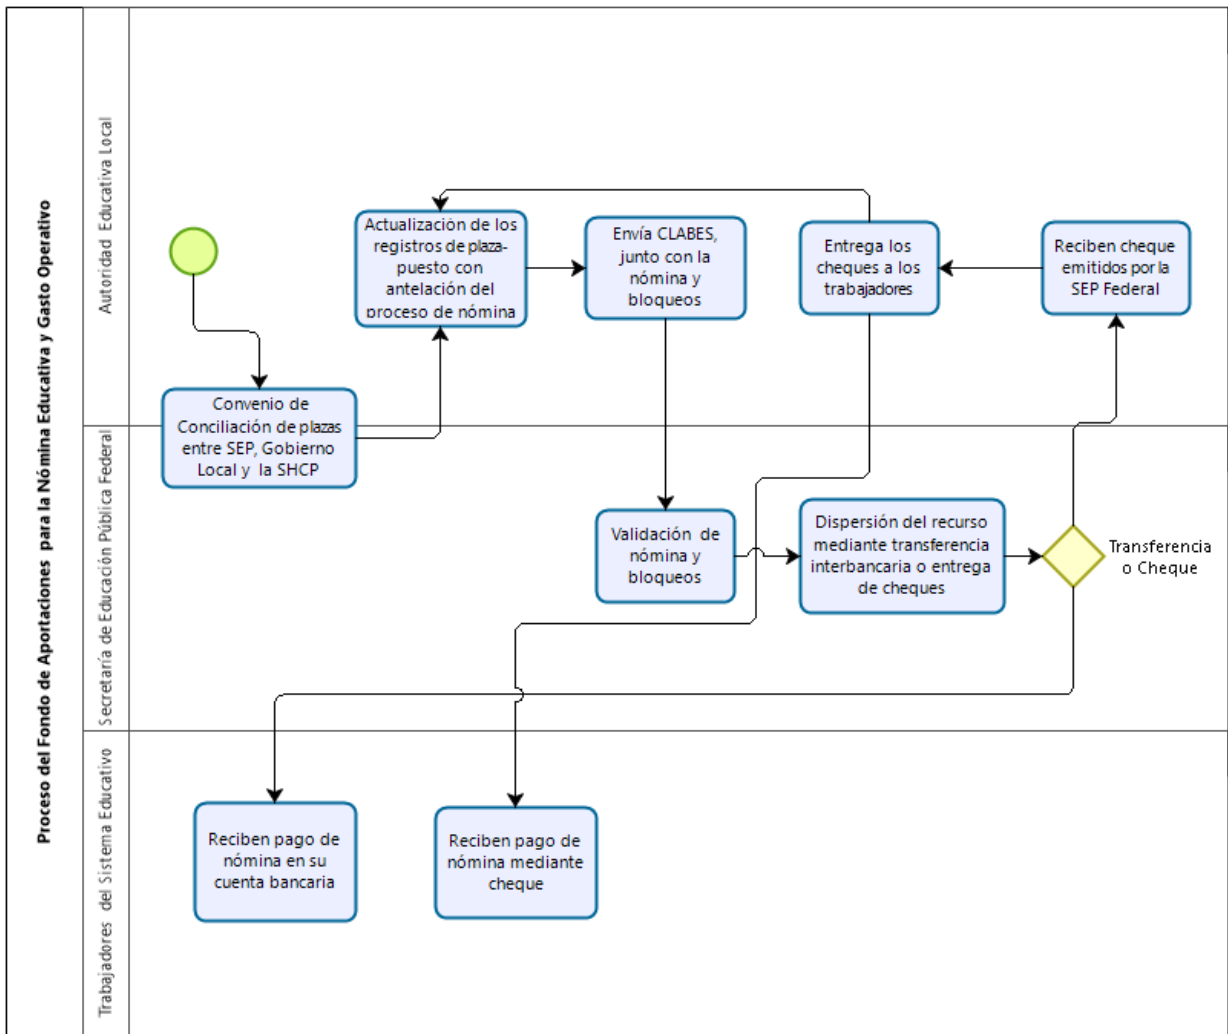 Proceso del Fondo de Aportaciones para la Nómina Educativa y Gasto Operativo
Autoridad Educativa Local
Actualización de los
registros de plaza-
puesto con
antelación del
proceso de nómina
Envía CLABES,
junto con la
nómina y
bloqueos
Entrega los
cheques a los
trabajadores
Reciben cheque
emitidos por la
SEP Federal
Convenio de
Conciliación de plazas
entre SEP, Gobierno
Local y la SHCP
Secretaría de Educación Pública Federal
Validación de
nómina y
bloqueos
Dispersión del recurso
mediante transferencia
interbancaria o entrega
de cheques
Transferencia
o Cheque
Trabajadores del Sistema Educativo
Reciben pago de
nómina en su
cuenta bancaria
Reciben pago de
nómina mediante
cheque